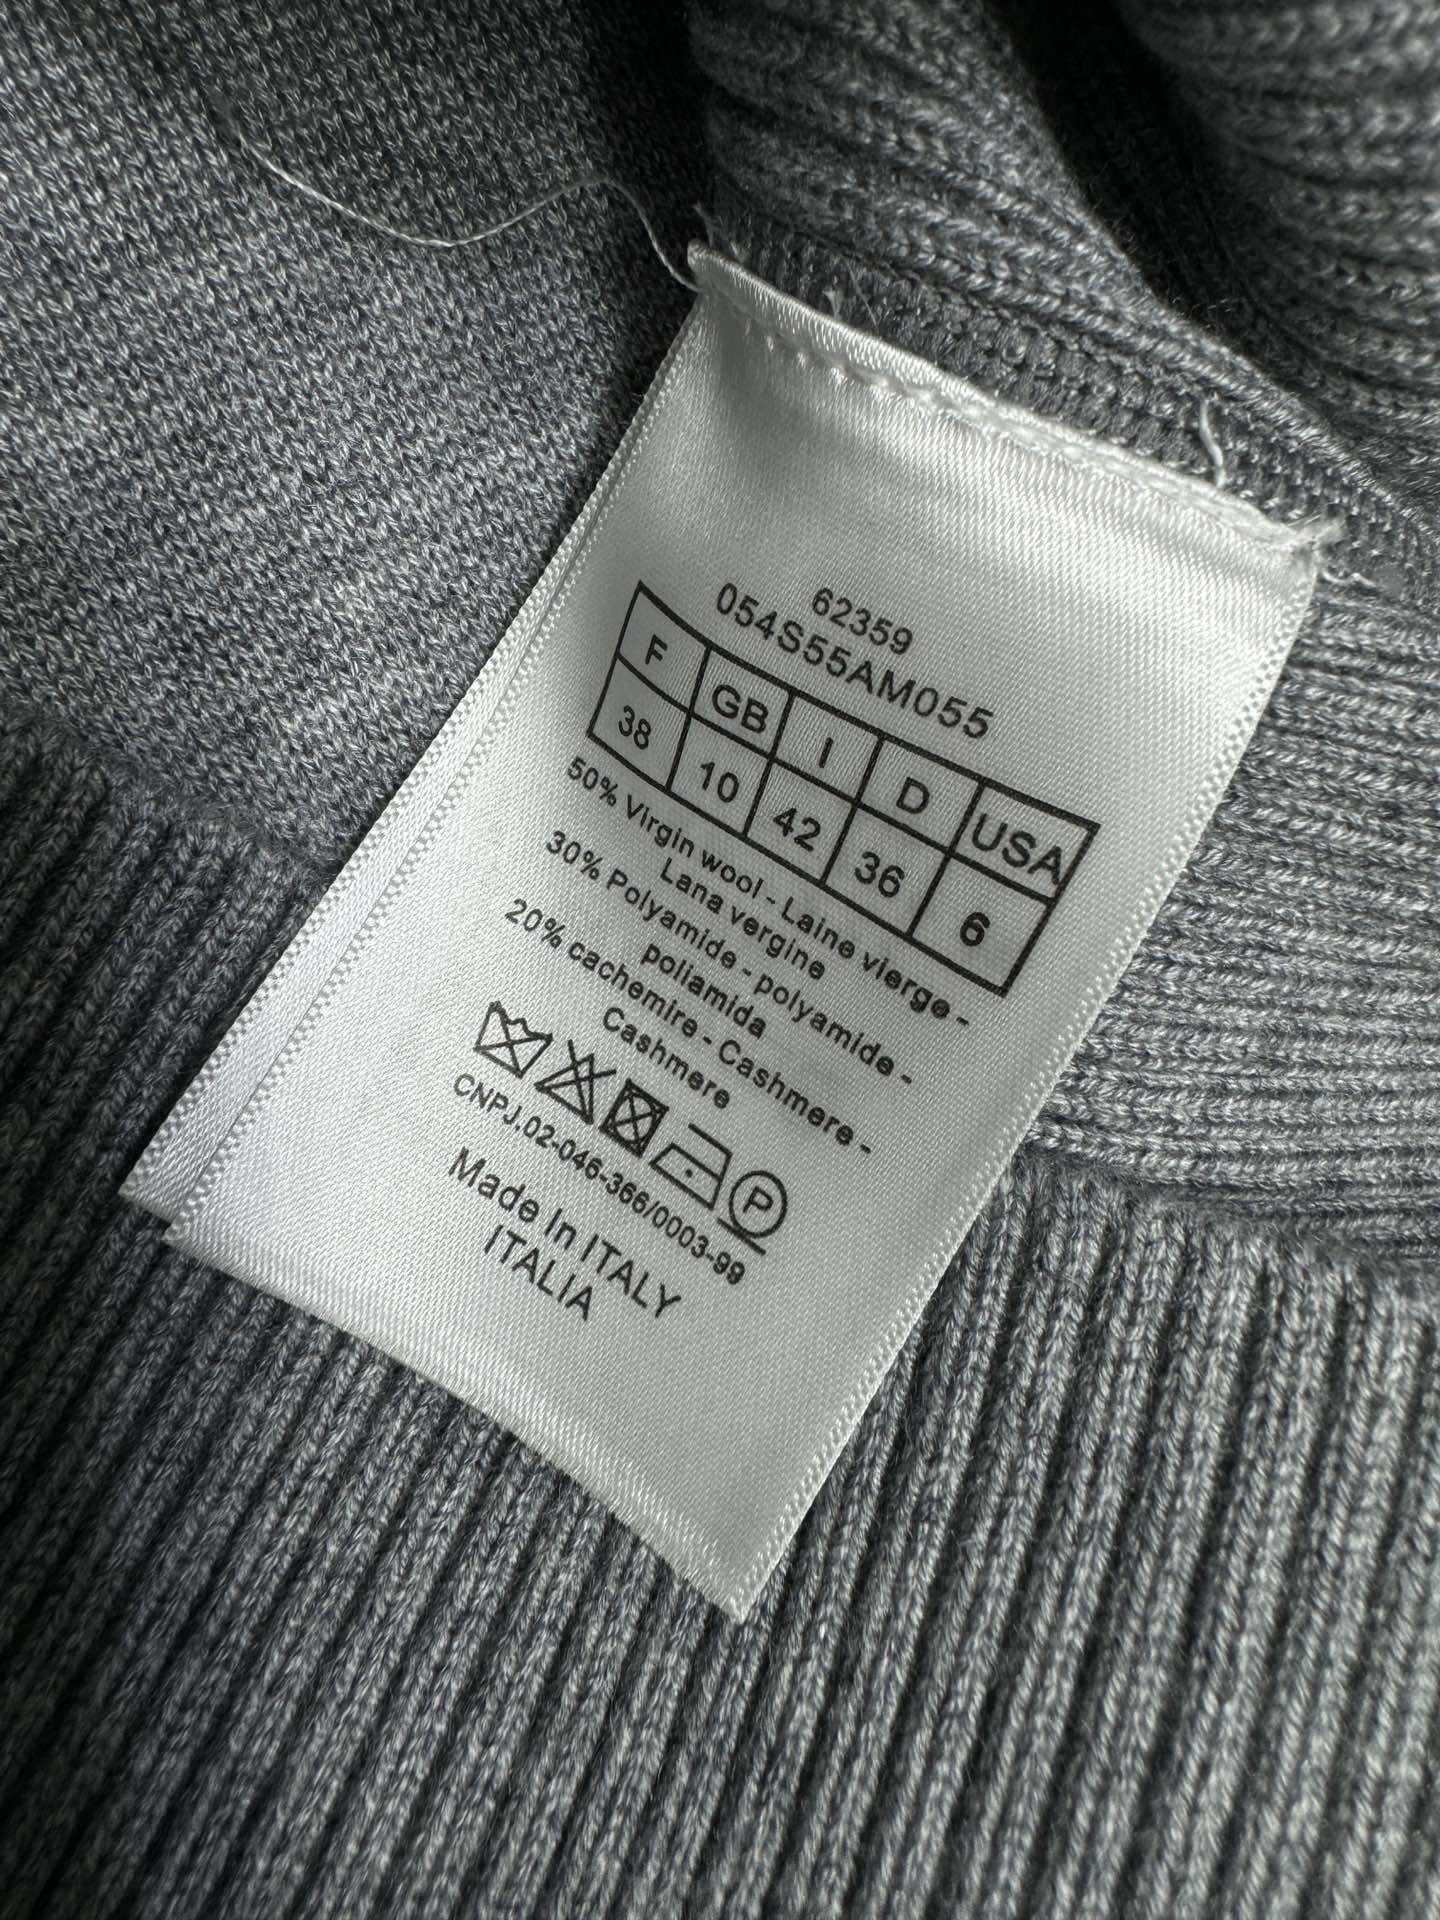 62359
054S55AM055
F GB I D USA
38 10 42 36 6
50% Virgin wool - Laine vierge -
Lana vergine
30% Polyamide - polyamide -
poliamida
20% cachemire - Cashmere -
Cashmere
P
CNPJ.02-046-366/0003-99
Made In ITALY
ITALIA